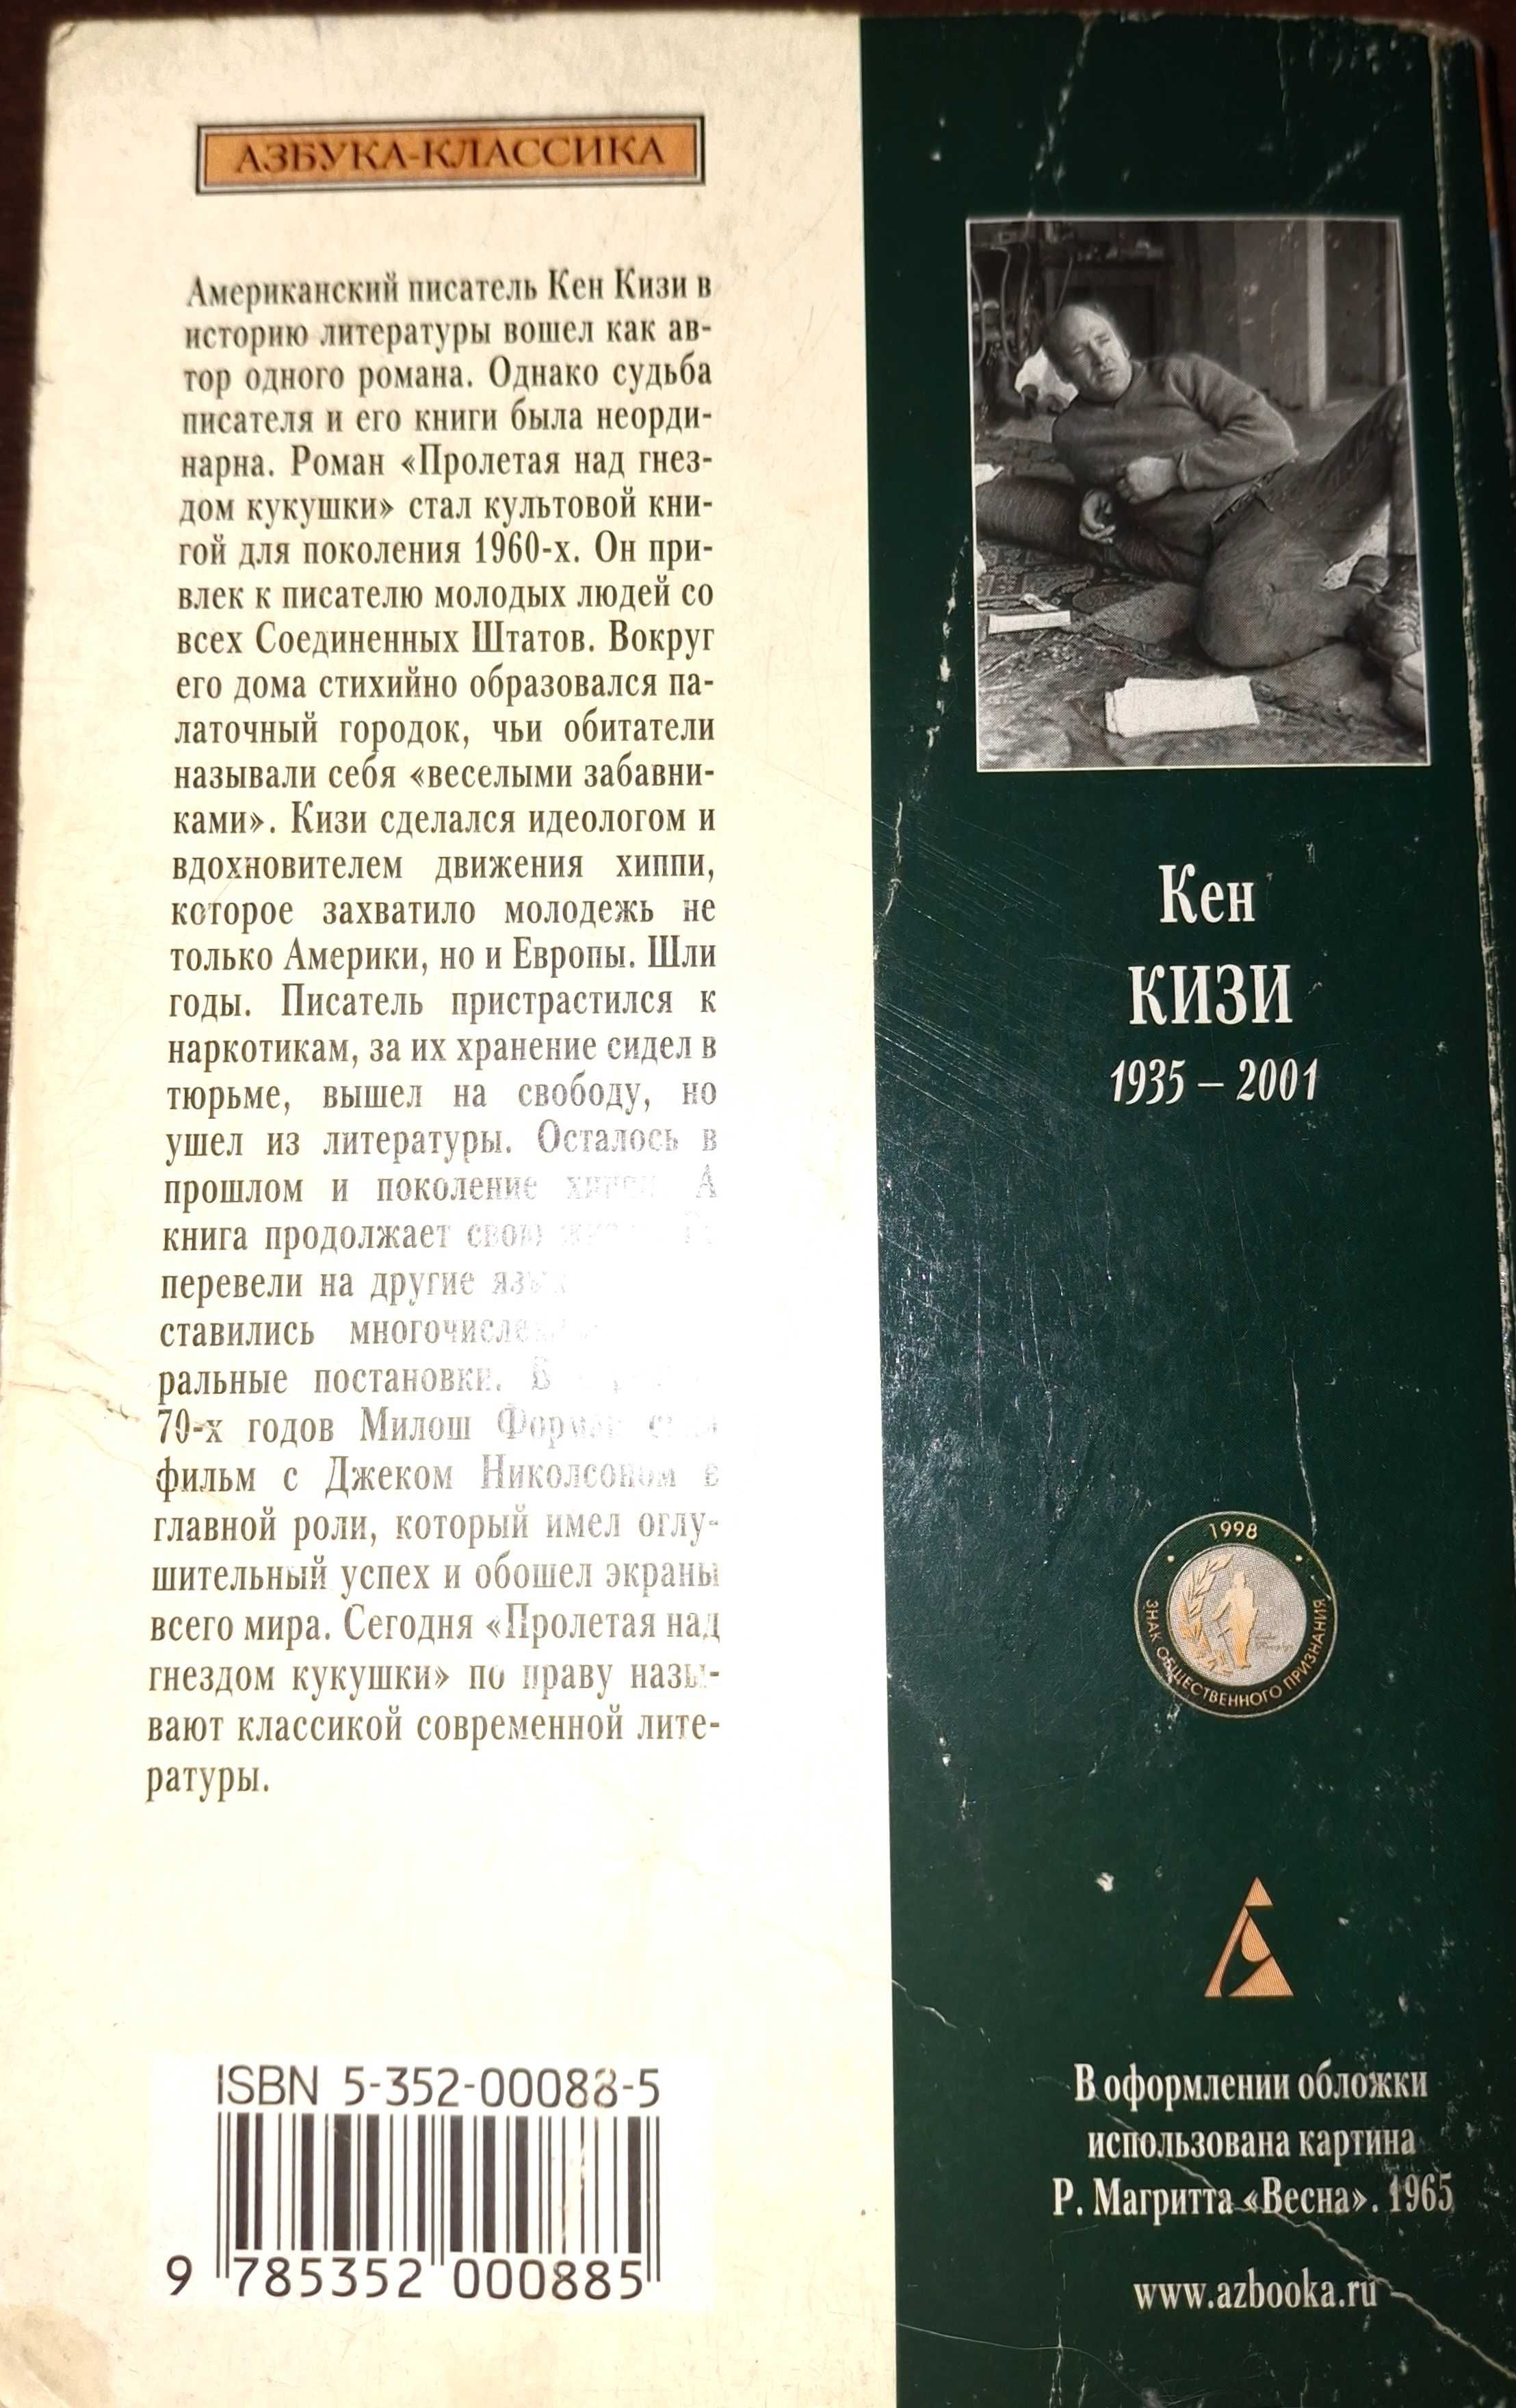 АЗБУКА-КЛАССИКА
Американский писатель Кен Кизи в
историю литературы вошел как ав-
тор одного романа. Однако судьба
писателя и его книги была неорди-
нарна. Роман «Пролетая над гнез-
дом кукушки» стал культовой кни-
гой для поколения 1960-х. Он при-
влек к писателю молодых людей со
всех Соединенных Штатов. Вокруг
его дома стихийно образовался па-
латочный городок, чьи обитатели
называли себя «веселыми забавни-
ками». Кизи сделался идеологом и
вдохновителем движения хиппи,
которое захватило молодежь не
только Америки, но и Европы. Шли
годы. Писатель пристрастился к
наркотикам, за их хранение сидел в
тюрьме, вышел на свободу, но
ушел из литературы. Осталось в
прошлом и поколение А
книга продолжает свою
перевели на другие
ставились
ральные постановки. В
70-х годов Милош Форман
фильм с Джеком Николсоном в
главной роли, который имел оглу-
шительный успех и обошел экраны
всего мира. Сегодня «Пролетая над
гнездом кукушки» по праву назы-
вают классикой современной лите-
ратуры.
ISBN 5-352-00088-5
9 785352 000885
Кен
КИЗИ
1935 – 2001
1998
ЗНАК ОБЩЕСТВЕННОГО ПРИЗНАНИЯ
В оформлении обложки
использована картина
Р. Магритта «Весна». 1965
www.azbooka.ru